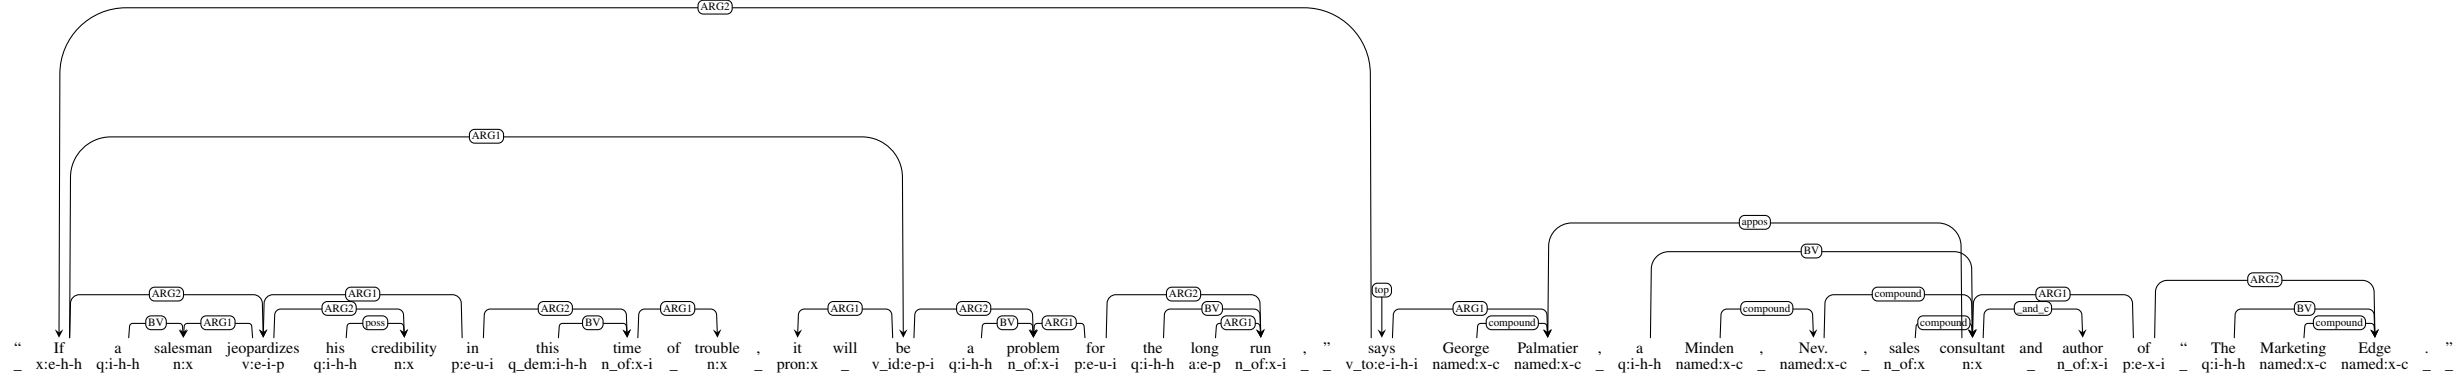 ARG2
ARG1
appos
BV
top ARG2
ARG2 ARG1 ARG2 compound ARG1
ARG2 ARG2 ARG1 ARG1 ARG2 BV ARG1 compound _and_c BV
BV ARG1 poss BV BV ARG1 ARG1 compound compound compound
“ If a salesman jeopardizes his credibility in this time of trouble , it will be a problem for the long run , ” says George Palmatier , a Minden , Nev. , sales consultant and author of “ The Marketing Edge . ”
_ x:e-h-h q:i-h-h n:x v:e-i-p q:i-h-h n:x p:e-u-i q_dem:i-h-h n_of:x-i _ n:x _ pron:x _ v_id:e-p-i q:i-h-h n_of:x-i p:e-u-i q:i-h-h a:e-p n_of:x-i _ _ v_to:e-i-h-i named:x-c named:x-c _ q:i-h-h named:x-c _ named:x-c _ n_of:x n:x _ n_of:x-i p:e-x-i _ q:i-h-h named:x-c named:x-c _ _